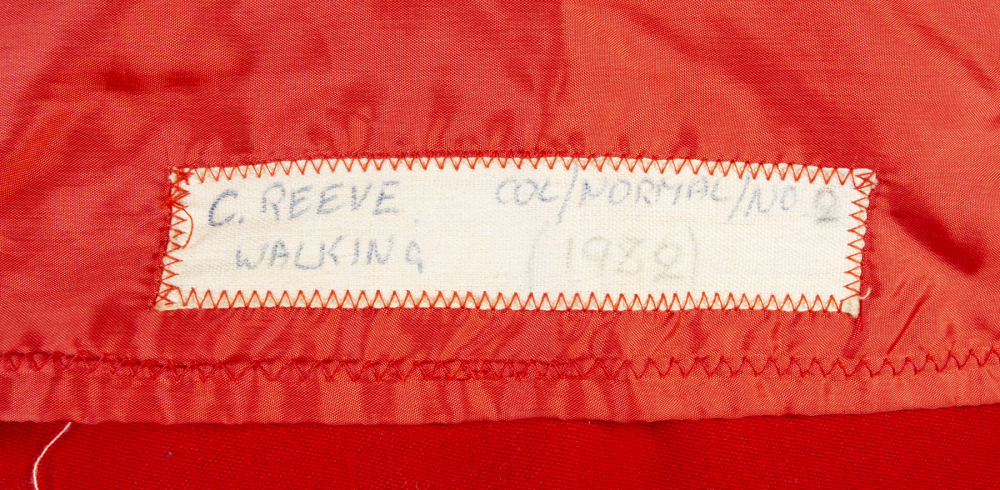 C. REEVE. COL/NORMAL/NO. 2
WALKING (1982)